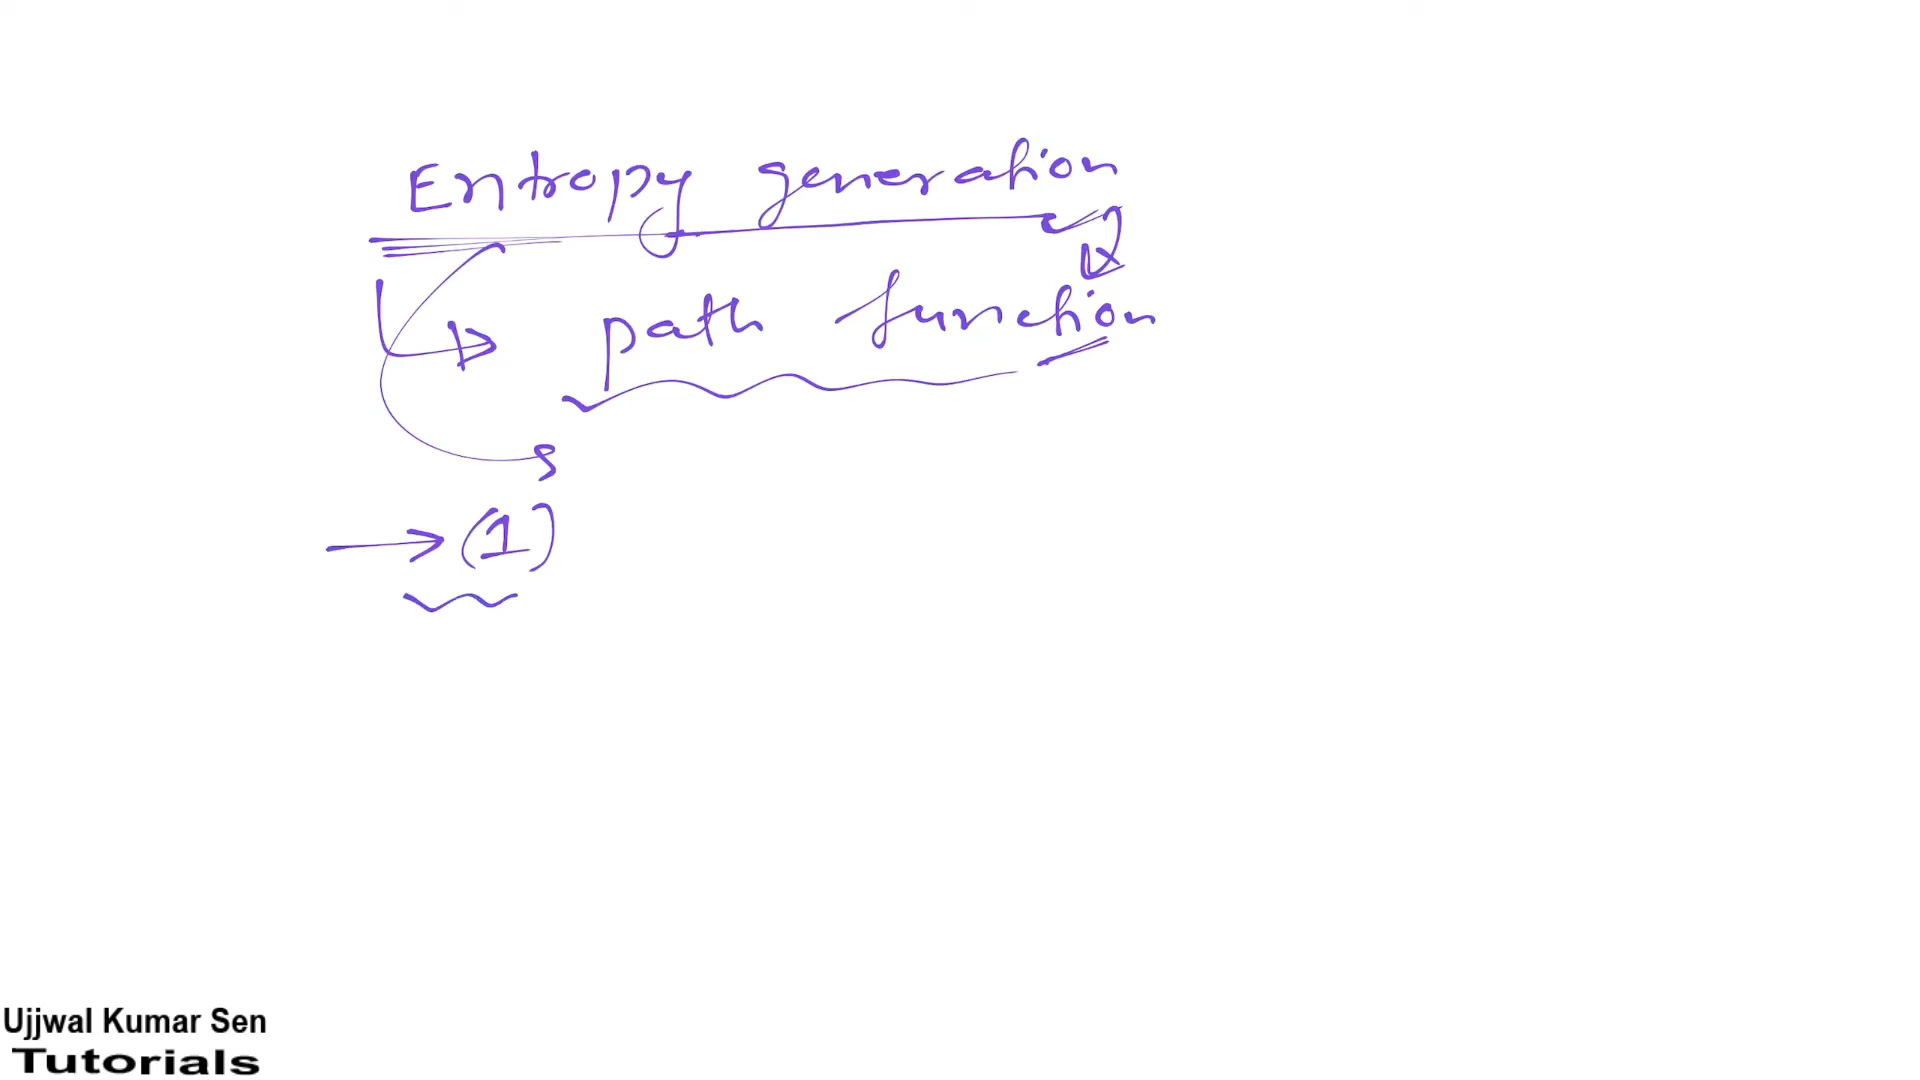 Entropy generation
path function
→ (1)
Ujjwal Kumar Sen
Tutorials